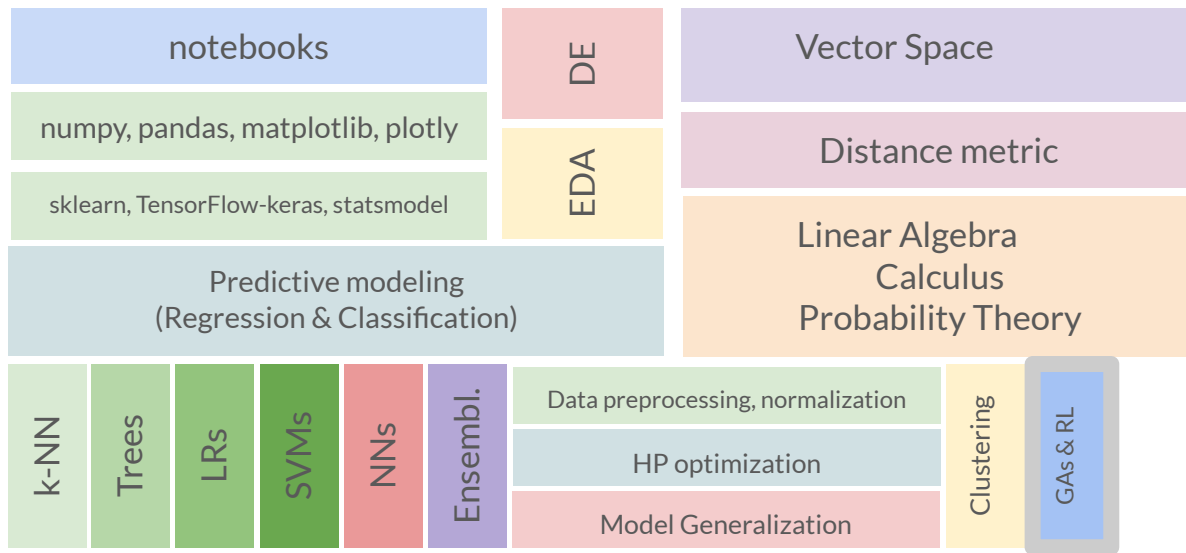 notebooks
DE
Vector Space
numpy, pandas, matplotlib, plotly
EDA
Distance metric
sklearn, TensorFlow-keras, statsmodel
Linear Algebra
Calculus
Probability Theory
Predictive modeling
(Regression & Classification)
k-NN
Trees
LRs
SVMs
NNs
Ensembl.
Data preprocessing, normalization
HP optimization
Model Generalization
Clustering
GAs & RL